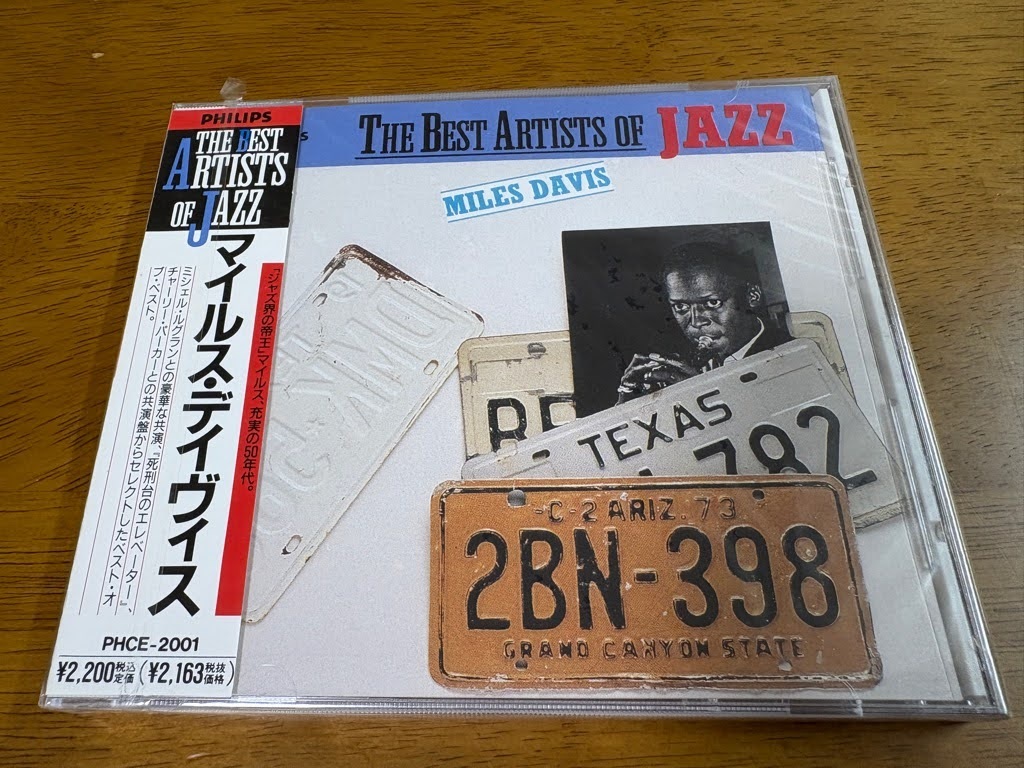 PHILIPS
THE BEST
ARTISTS
OF JAZZ
マイルス・デイヴィス
「ジャズ界の帝王」マイルス、充実の50年代。
ミシェル・ルグランとの豪華な共演、『死刑台のエレベーター』、
チャーリー・パーカーとの共演盤からセレクトしたベスト・オ
ブ・ベスト。
PHCE-2001
¥2,200税込定価(¥2,163税抜価格)
S
THE BEST ARTISTS OF JAZZ
MILES DAVIS
TEXAS
782
-C-2 ARIZ. 73
2BN-398
GRAND CANYON STATE